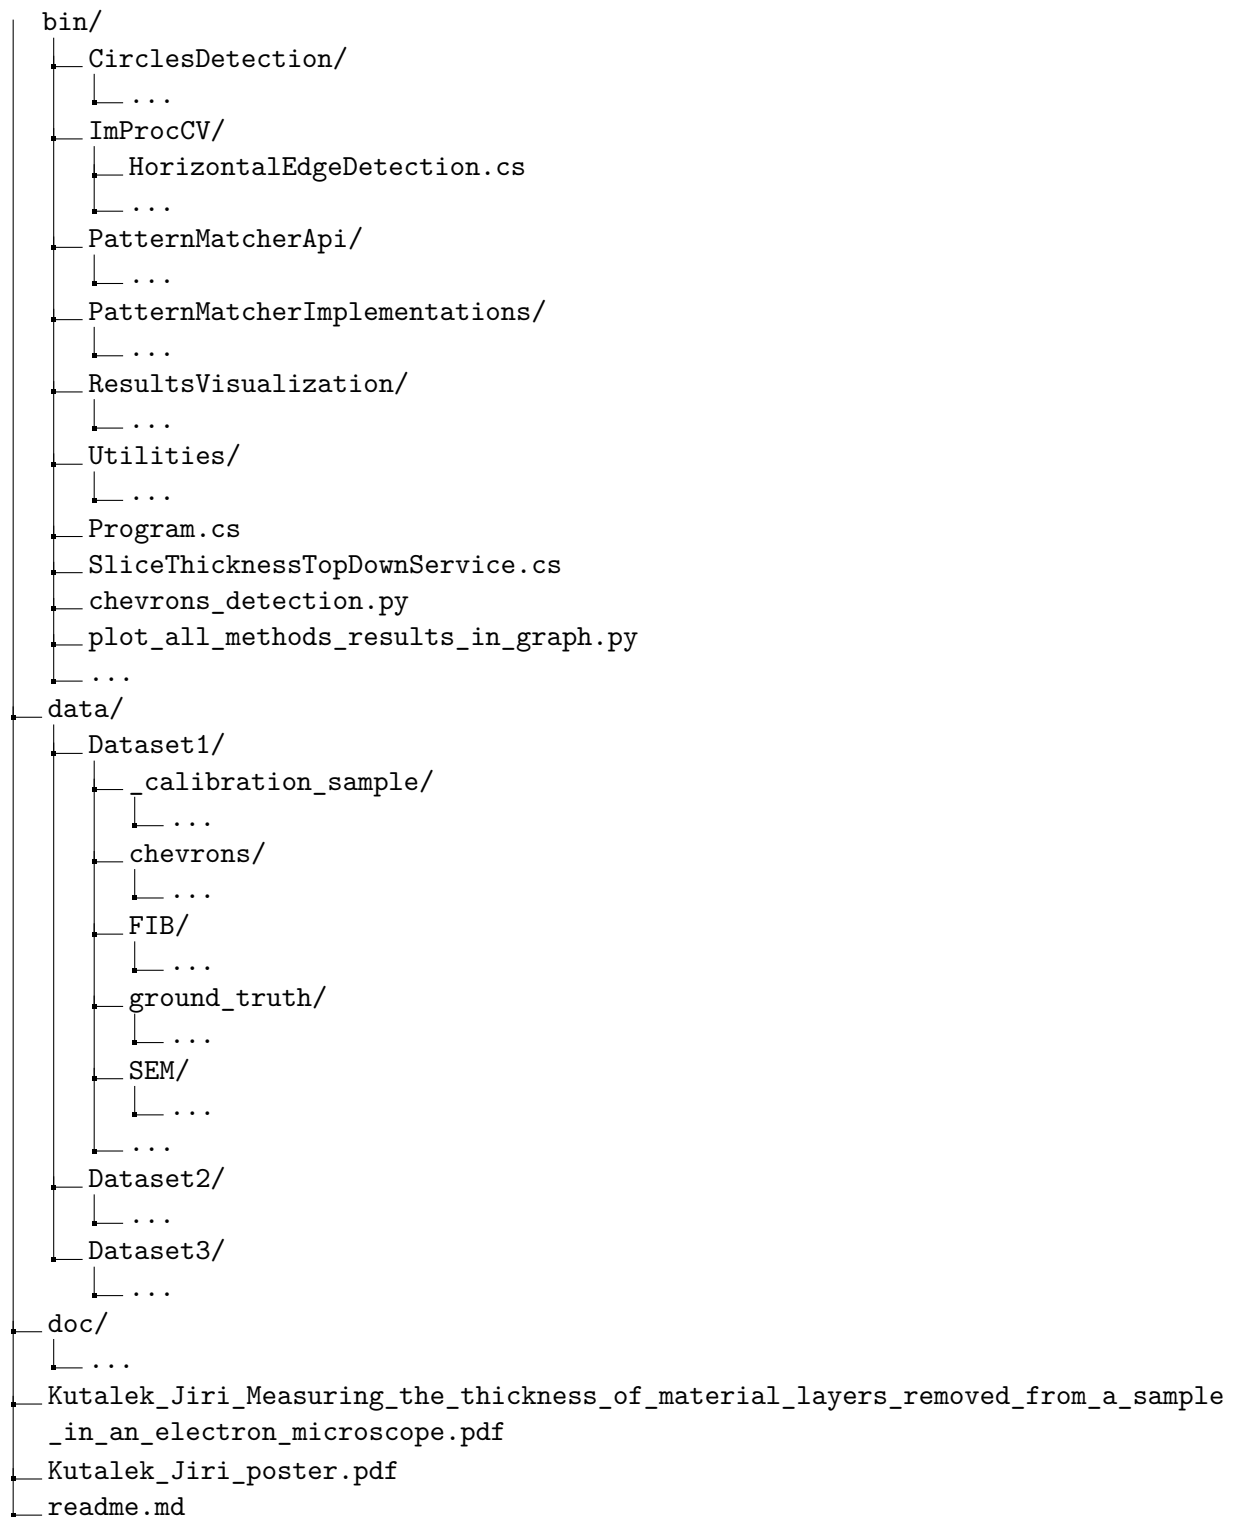 bin/
CirclesDetection/
...
ImProcCV/
HorizontalEdgeDetection.cs
...
PatternMatcherApi/
...
PatternMatcherImplementations/
...
ResultsVisualization/
...
Utilities/
...
Program.cs
SliceThicknessTopDownService.cs
chevrons_detection.py
plot_all_methods_results_in_graph.py
...
data/
Dataset1/
_calibration_sample/
...
chevrons/
...
FIB/
...
ground_truth/
...
SEM/
...
...
Dataset2/
...
Dataset3/
...
doc/
...
Kutalek_Jiri_Measuring_the_thickness_of_material_layers_removed_from_a_sample
_in_an_electron_microscope.pdf
Kutalek_Jiri_poster.pdf
readme.md